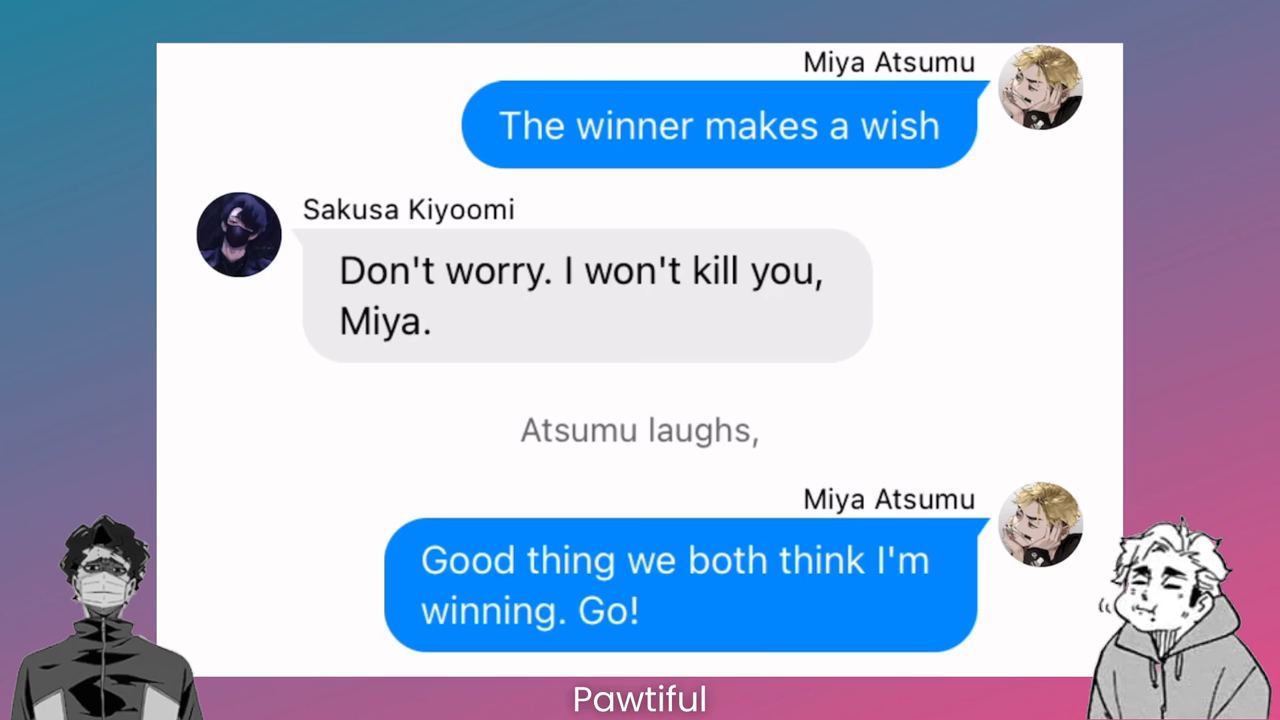 Miya Atsumu
The winner makes a wish
Sakusa Kiyoomi
Don't worry. I won't kill you,
Miya.
Atsumu laughs,
Miya Atsumu
Good thing we both think I'm
winning. Go!
Pawtiful